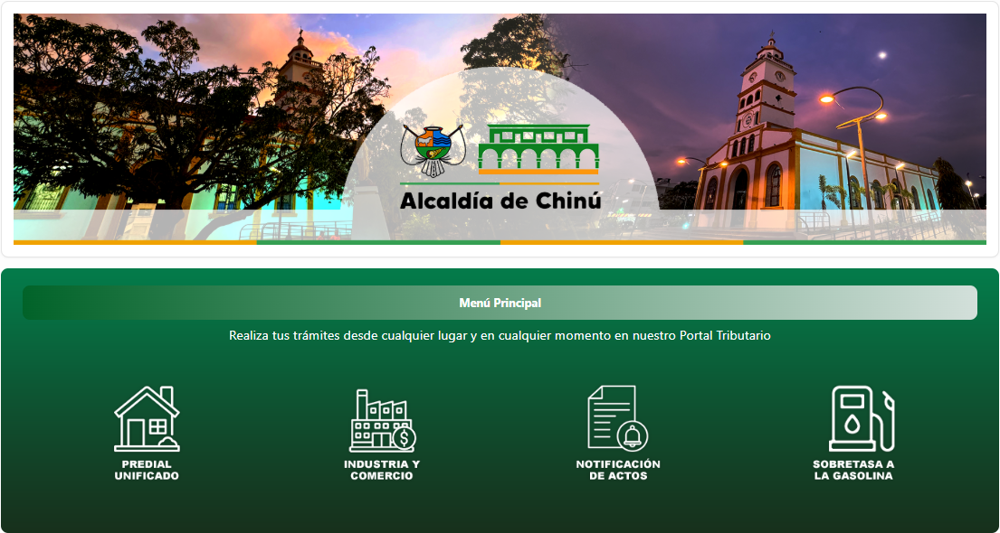 Alcaldía de Chinú
Menú Principal
Realiza tus trámites desde cualquier lugar y en cualquier momento en nuestro Portal Tributario
PREDIAL
UNIFICADO
INDUSTRIA Y
COMERCIO
NOTIFICACIÓN
DE ACTOS
SOBRETASA A
LA GASOLINA